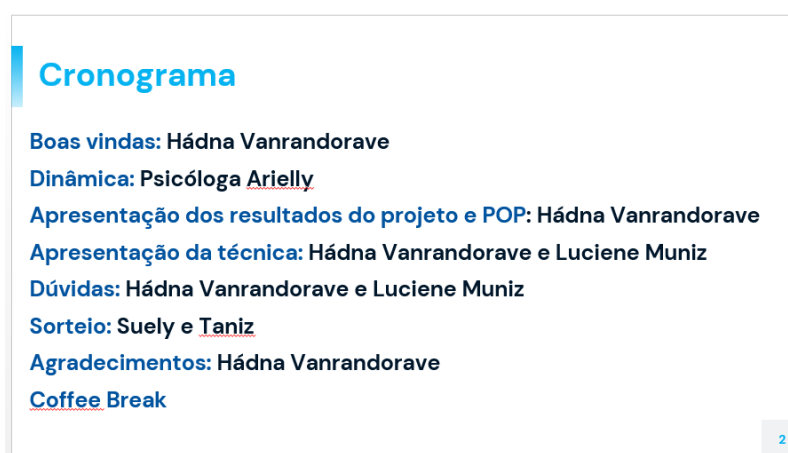 Cronograma
Boas vindas: Hádna Vanrandorave
Dinâmica: Psicóloga Arielly
Apresentação dos resultados do projeto e POP: Hádna Vanrandorave
Apresentação da técnica: Hádna Vanrandorave e Luciene Muniz
Dúvidas: Hádna Vanrandorave e Luciene Muniz
Sorteio: Suely e Taniz
Agradecimentos: Hádna Vanrandorave
Coffee Break
2